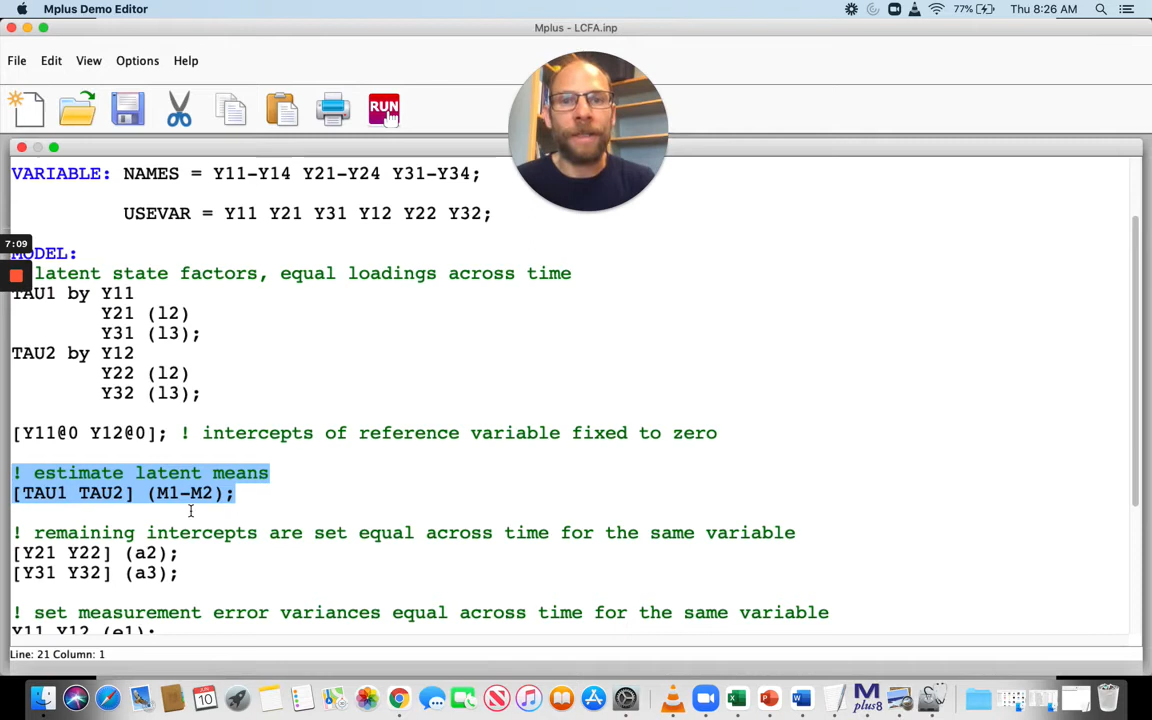 Mplus Demo Editor
77%
Thu 8:26 AM
Mplus - LCFA.inp
File Edit View Options Help
RUN
VARIABLE: NAMES = Y11-Y14 Y21-Y24 Y31-Y34;
USEVAR = Y11 Y21 Y31 Y12 Y22 Y32;
7:09
MODEL:
latent state factors, equal loadings across time
TAU1 by Y11
Y21 (l2)
Y31 (l3);
TAU2 by Y12
Y22 (l2)
Y32 (l3);
[Y11@0 Y12@0]; ! intercepts of reference variable fixed to zero
! estimate latent means
[TAU1 TAU2] (M1-M2);
! remaining intercepts are set equal across time for the same variable
[Y21 Y22] (a2);
[Y31 Y32] (a3);
! set measurement error variances equal across time for the same variable
Y11 Y12 (e1);
Line: 21 Column: 1